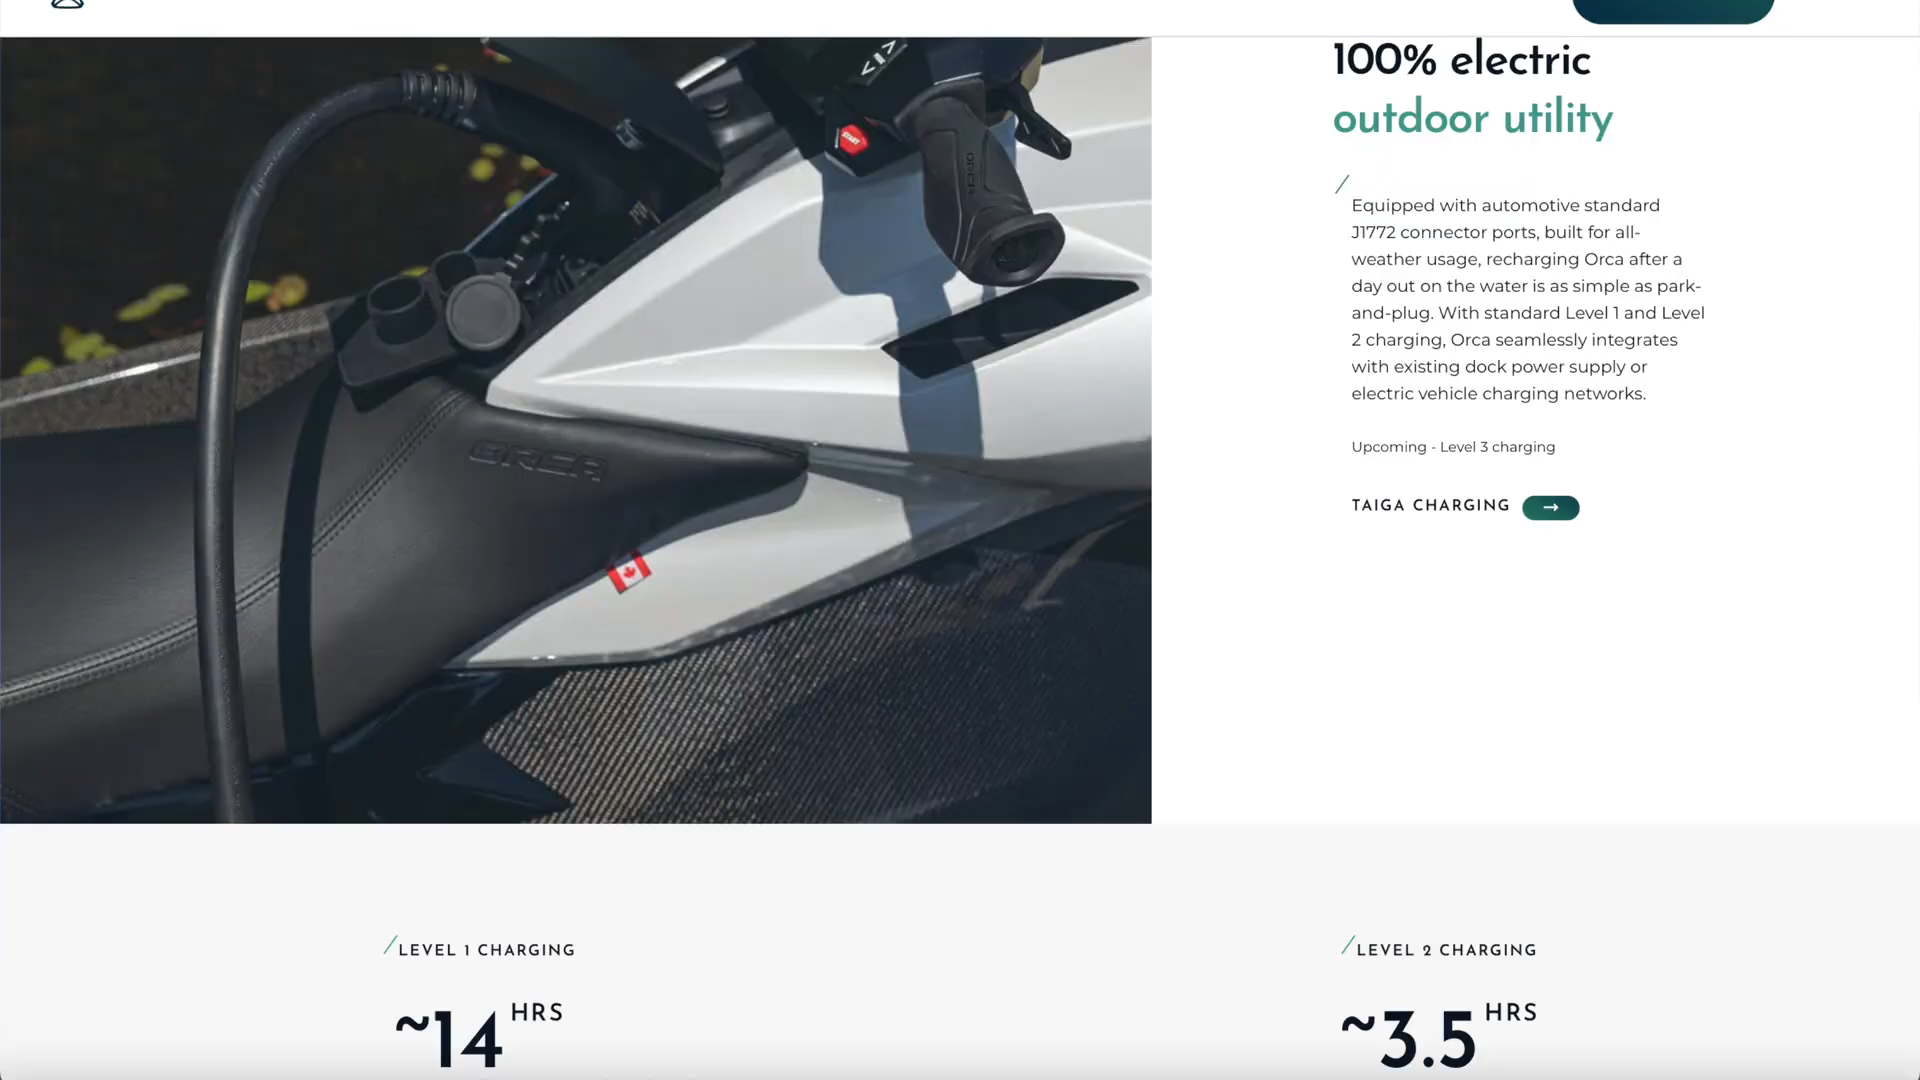 100% electric
outdoor utility
Equipped with automotive standard
J1772 connector ports, built for all-
weather usage, recharging Orca after a
day out on the water is as simple as park-
and-plug. With standard Level 1 and Level
2 charging, Orca seamlessly integrates
with existing dock power supply or
electric vehicle charging networks.
Upcoming - Level 3 charging
TAIGA CHARGING →
START
ORCA
ORCA
LEVEL 1 CHARGING
~14 HRS
LEVEL 2 CHARGING
~3.5 HRS